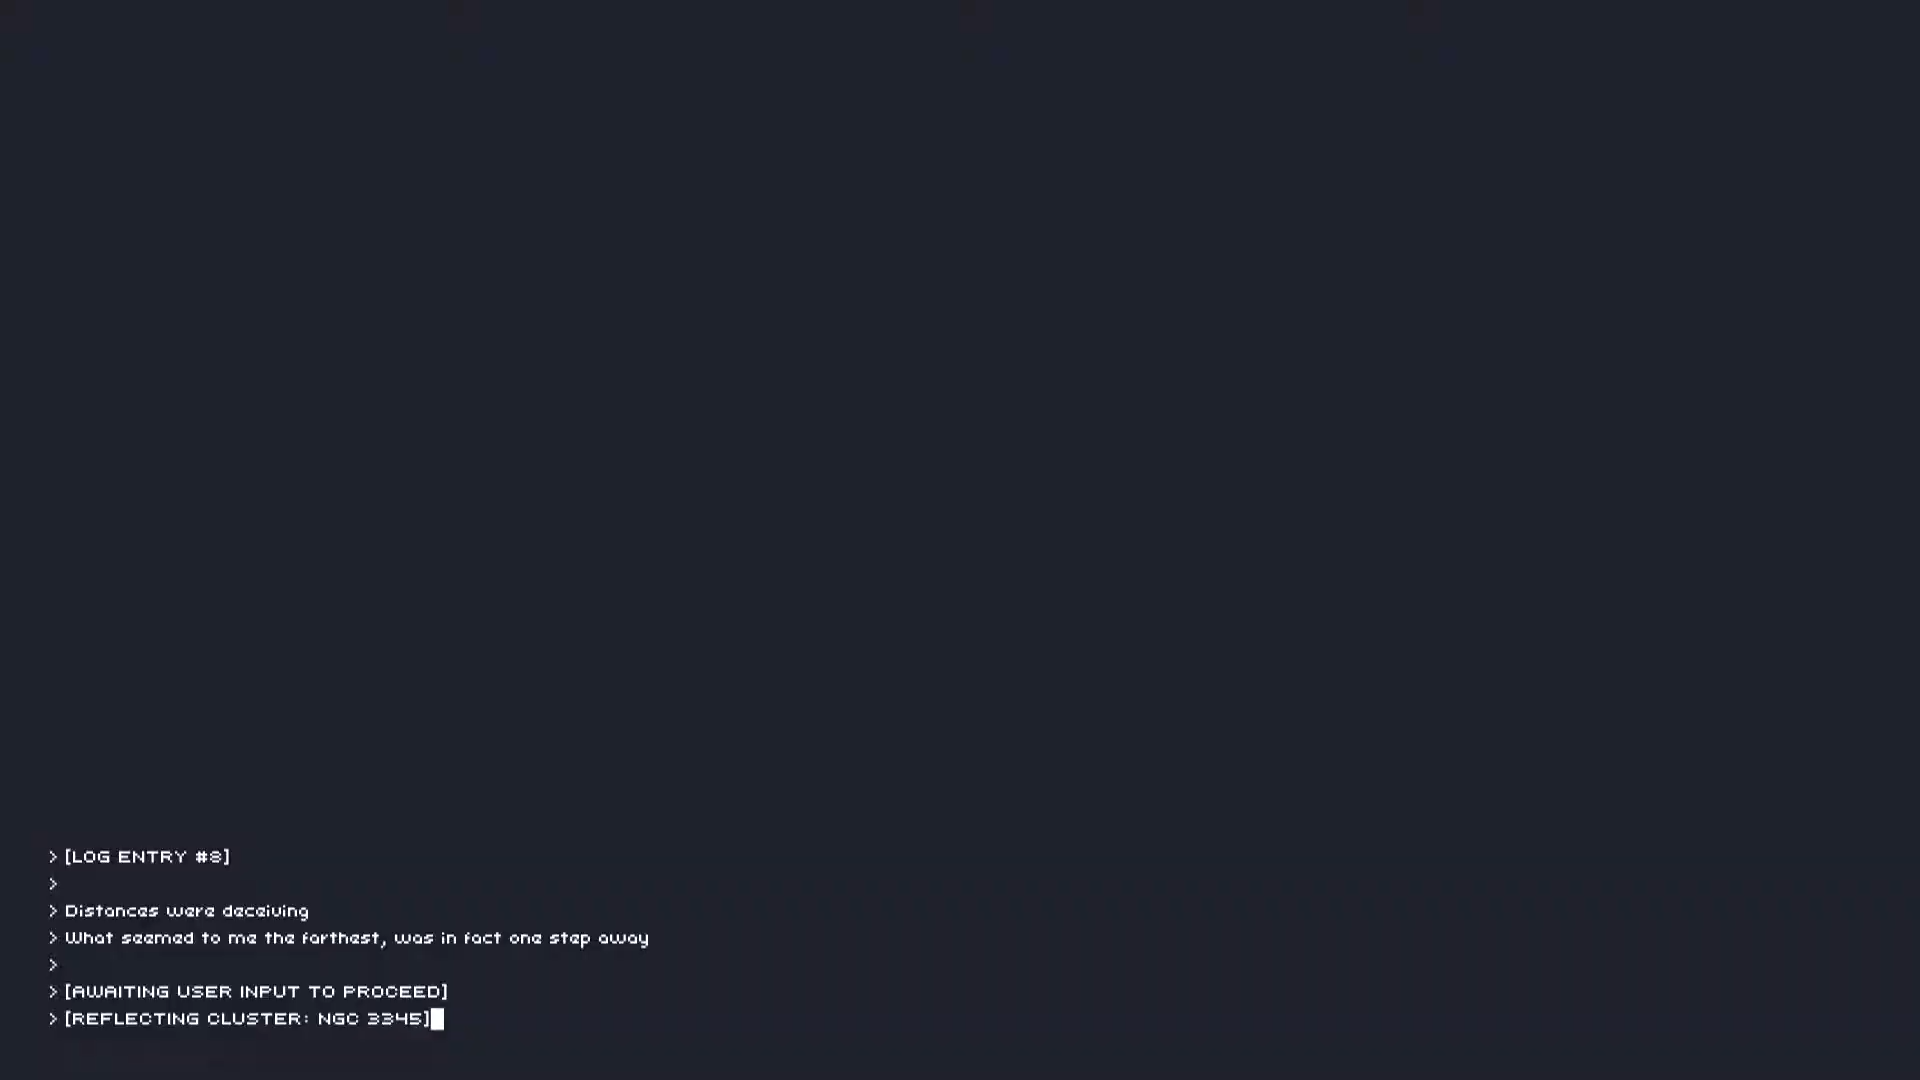 > [LOG ENTRY #8]
>
> Distances were deceiving
> What seemed to me the farthest, was in fact one step away
>
> [AWAITING USER INPUT TO PROCEED]
> [REFLECTING CLUSTER: NGC 3345]